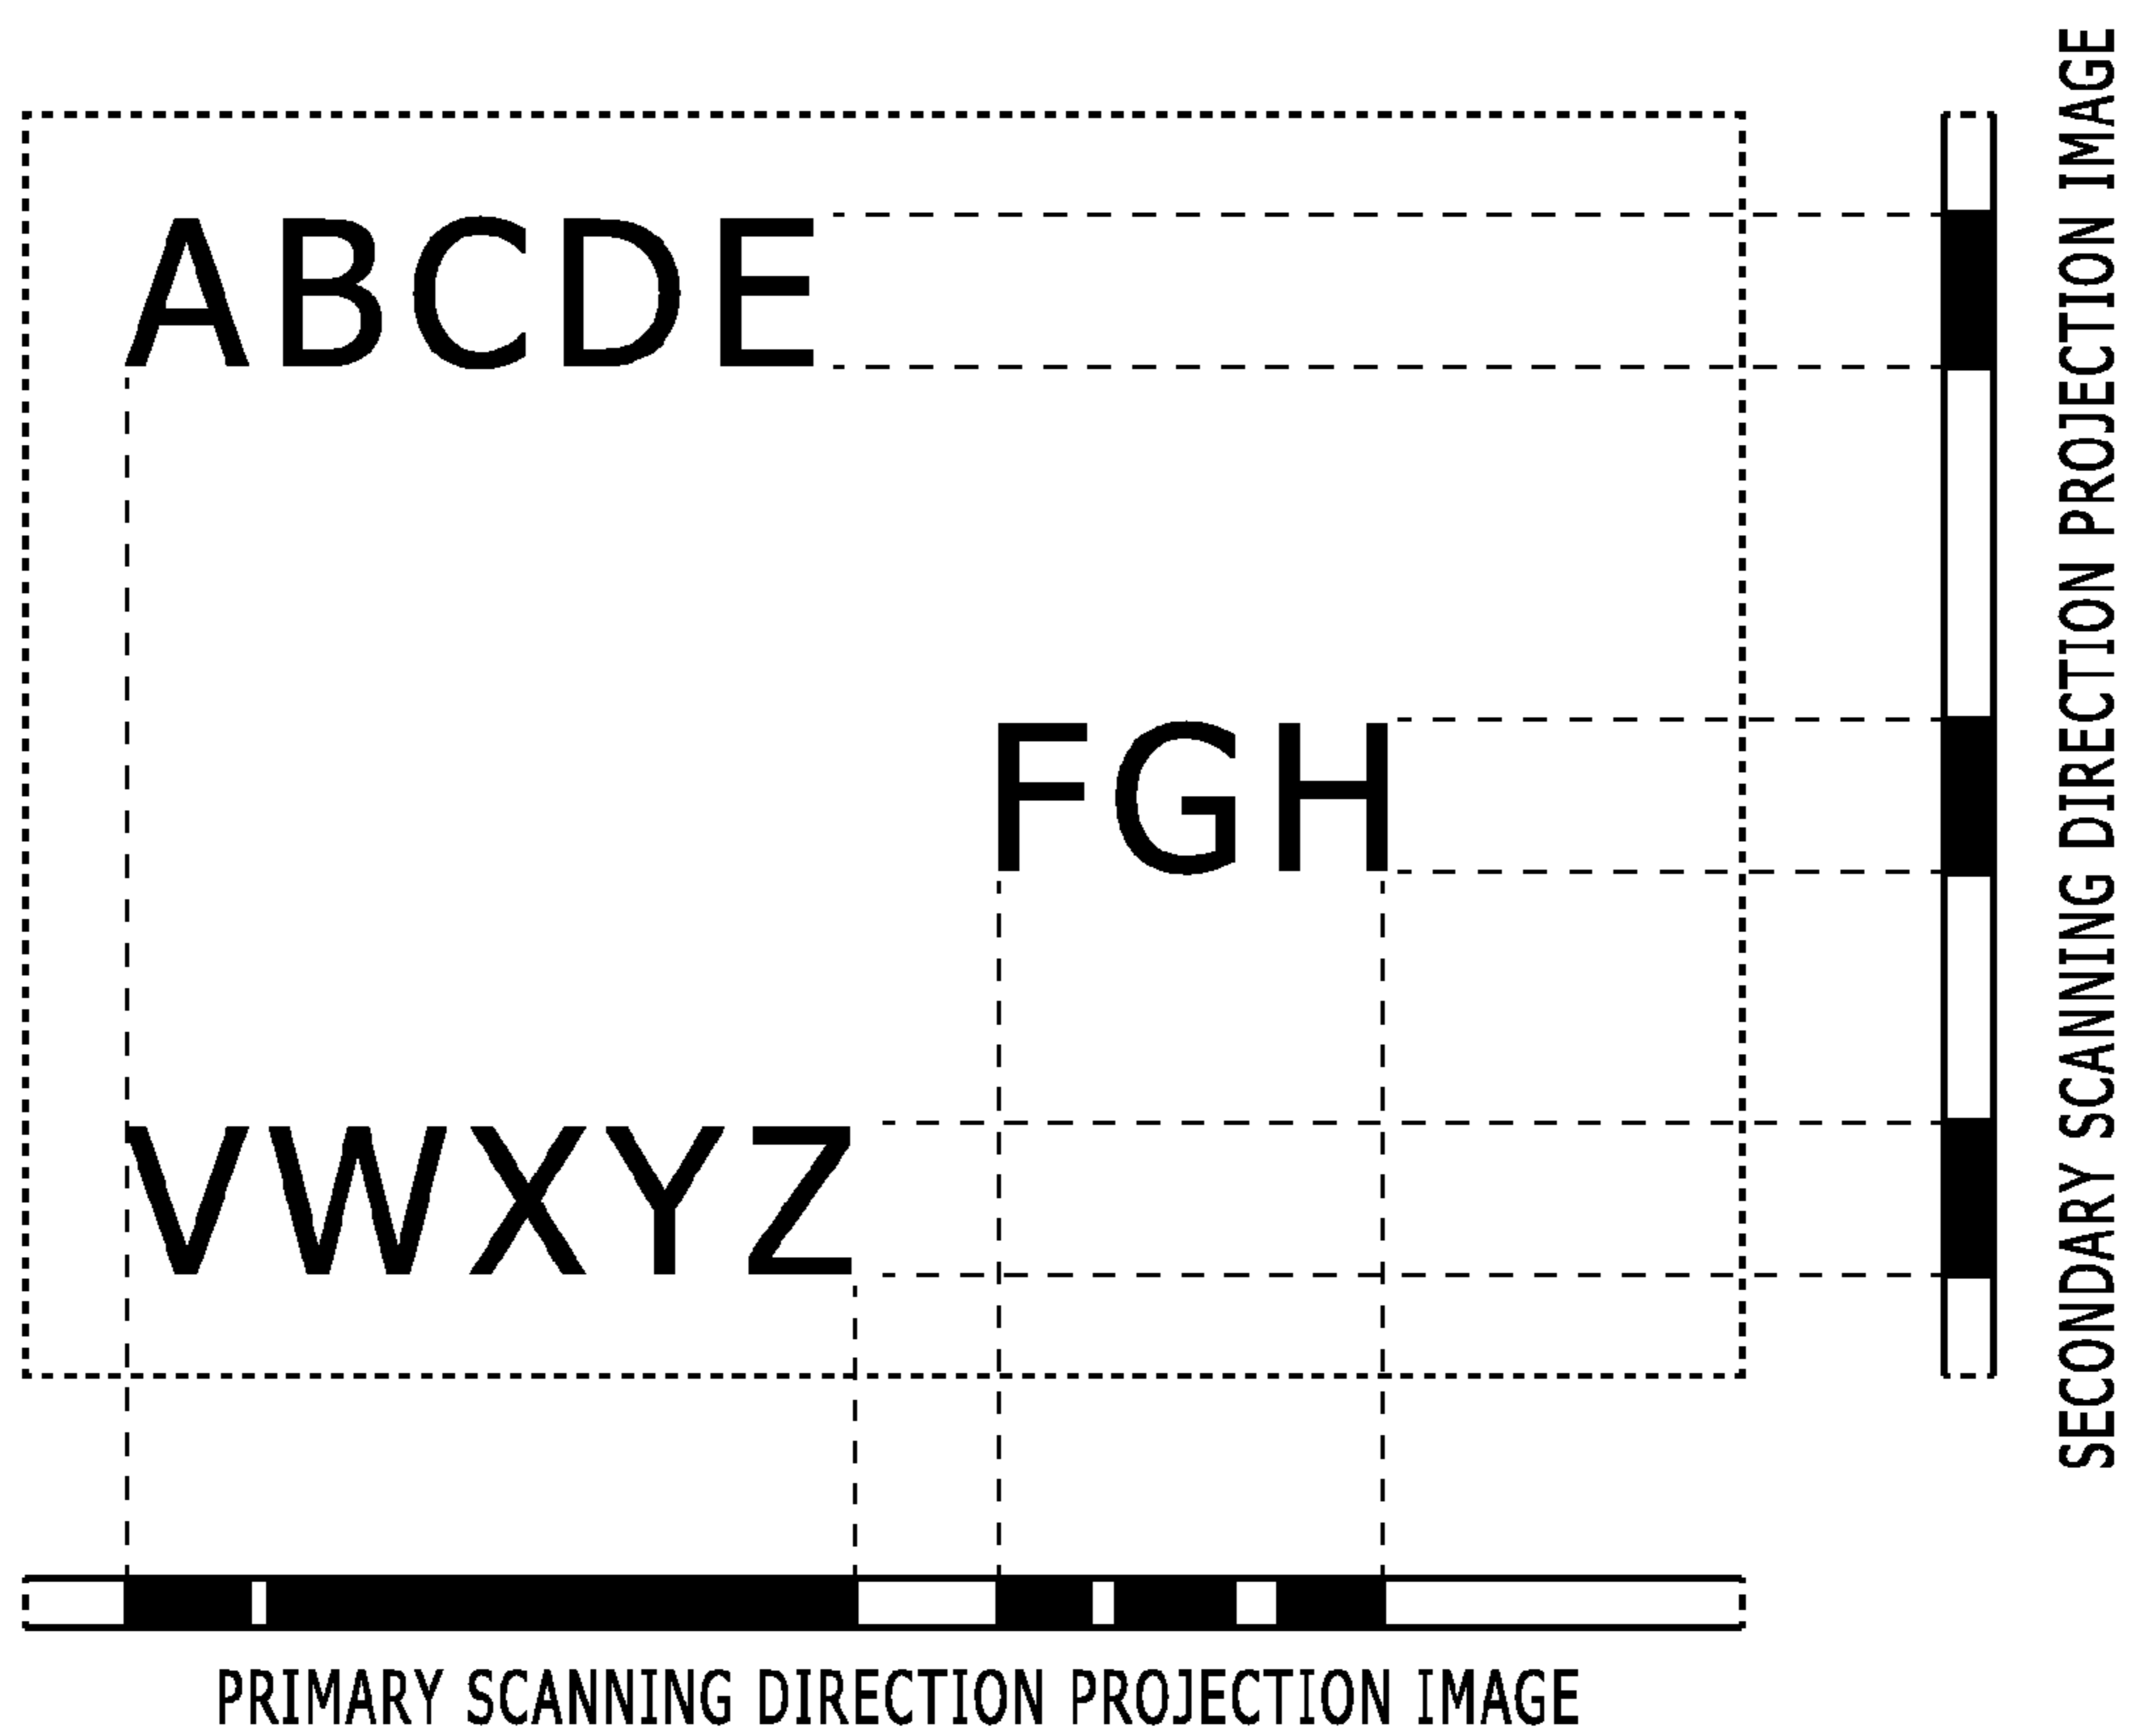 ABCDE
FGH
VWXYZ
PRIMARY SCANNING DIRECTION PROJECTION IMAGE
SECONDARY SCANNING DIRECTION PROJECTION IMAGE